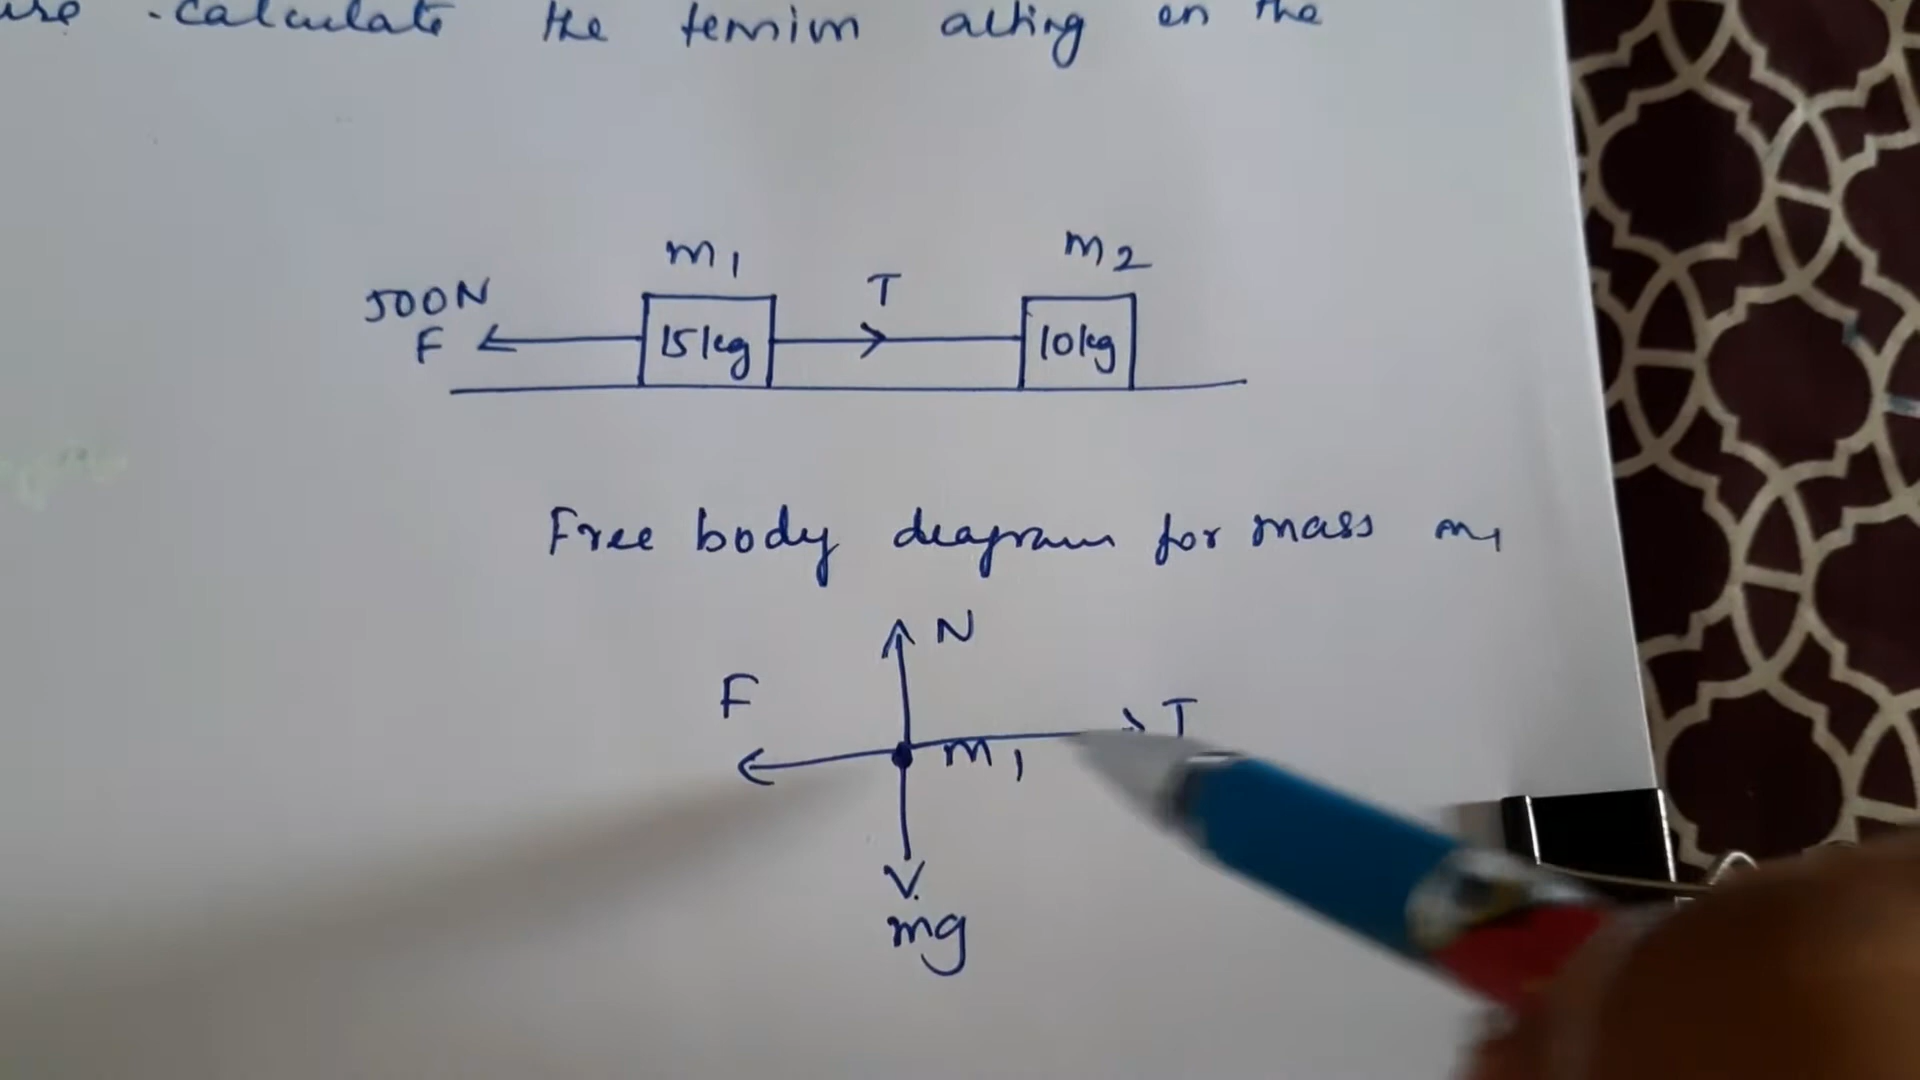 calculate the tension acting on the
m1 m2
500N T
F 15kg 10kg
Free body diagram for mass m1
N
F T
m1
mg